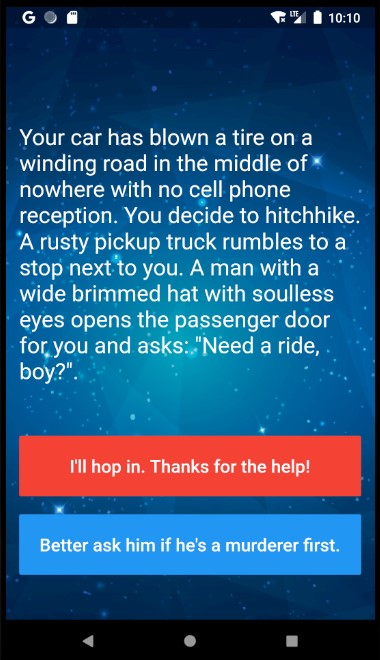 G LTE 10:10
Your car has blown a tire on a
winding road in the middle of
nowhere with no cell phone
reception. You decide to hitchhike.
A rusty pickup truck rumbles to a
stop next to you. A man with a
wide brimmed hat with soulless
eyes opens the passenger door
for you and asks: "Need a ride,
boy?".
I'll hop in. Thanks for the help!
Better ask him if he's a murderer first.